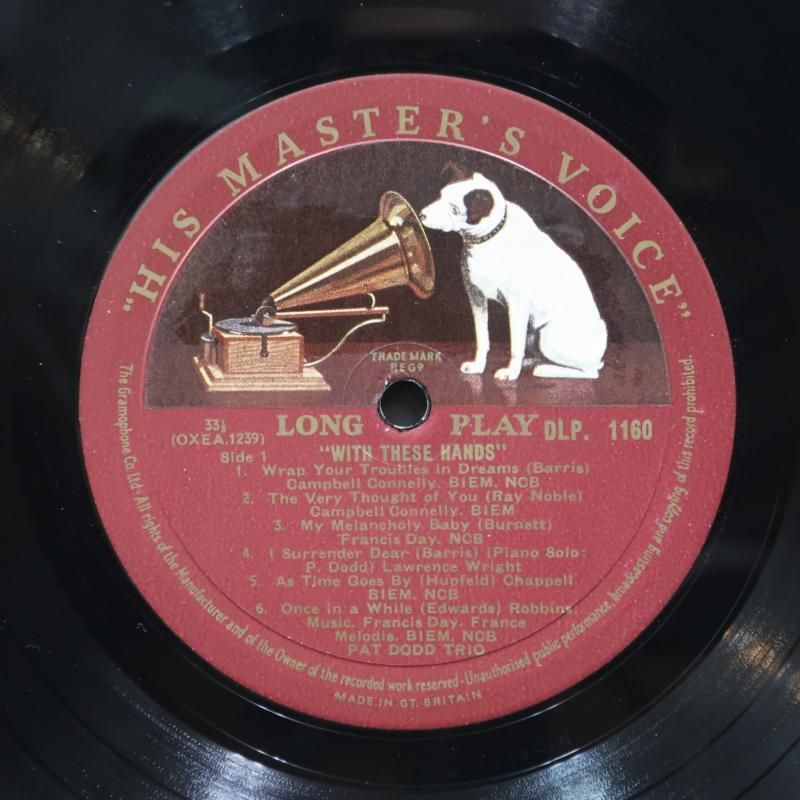 "HIS MASTER'S VOICE"
TRADE MARK
REGD
33⅓
LONG PLAY DLP. 1160
(OXEA.1239)
Side 1
"WITH THESE HANDS"
1. Wrap Your Troubles in Dreams (Barris)
Campbell Connelly. BIEM. NCB
2. The Very Thought of You (Ray Noble)
Campbell Connelly. BIEM
3. My Melancholy Baby (Burnett)
Francis Day. NCB
4. I Surrender Dear (Barris) (Piano Solo:
P. Dodd) Lawrence Wright
5. As Time Goes By (Hupfeld) Chappell.
BIEM. NCB
6. Once in a While (Edwards) Robbins.
Music. Francis Day. France
Melodie. BIEM. NCB
PAT DODD TRIO
The Gramophone Co. Ltd. · All rights of the Manufacturer and of the Owner of the recorded work reserved · Unauthorised public performance, broadcasting and copying of this record prohibited.
MADE IN GT. BRITAIN